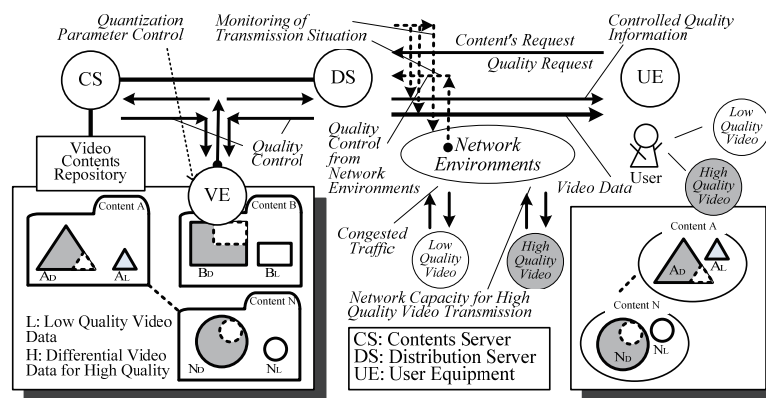 Quantization
Parameter Control
Monitoring of
Transmission Situation
Controlled Quality
Information
Content's Request
Quality Request
CS
DS
UE
Quality
Control
Quality
Control
from
Network
Environments
Network
Environments
Video Data
Low
Quality
Video
High
Quality
Video
User
Video
Contents
Repository
VE
Content A
AD
AL
Content B
BD
BL
Content N
ND
NL
L: Low Quality Video
Data
H: Differential Video
Data for High Quality
Congested
Traffic
Low
Quality
Video
High
Quality
Video
Network Capacity for High
Quality Video Transmission
CS: Contents Server
DS: Distribution Server
UE: User Equipment
Content A
AD
AL
Content N
ND
NL